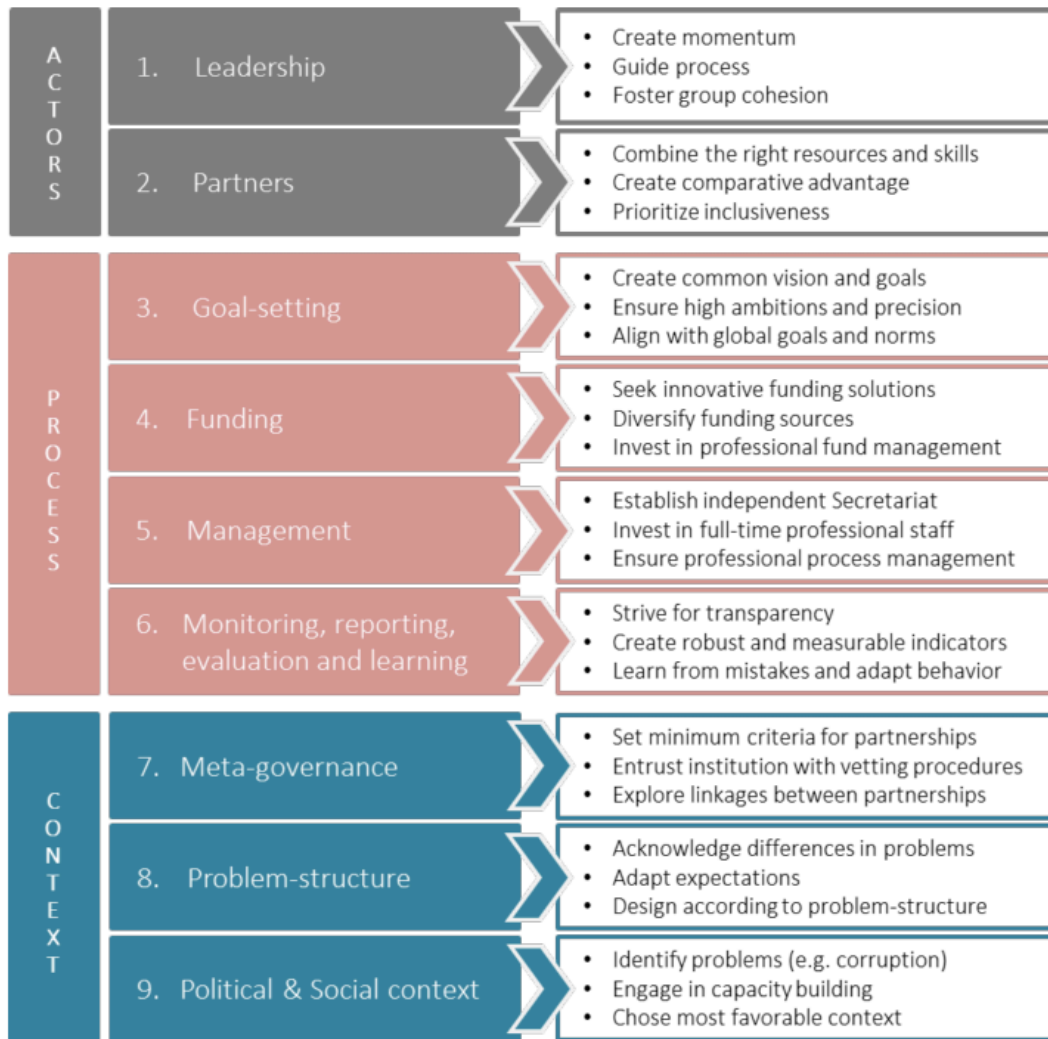 ACTORS
1. Leadership
• Create momentum
• Guide process
• Foster group cohesion
2. Partners
• Combine the right resources and skills
• Create comparative advantage
• Prioritize inclusiveness
PROCESS
3. Goal-setting
• Create common vision and goals
• Ensure high ambitions and precision
• Align with global goals and norms
4. Funding
• Seek innovative funding solutions
• Diversify funding sources
• Invest in professional fund management
5. Management
• Establish independent Secretariat
• Invest in full-time professional staff
• Ensure professional process management
6. Monitoring, reporting,
evaluation and learning
• Strive for transparency
• Create robust and measurable indicators
• Learn from mistakes and adapt behavior
CONTEXT
7. Meta-governance
• Set minimum criteria for partnerships
• Entrust institution with vetting procedures
• Explore linkages between partnerships
8. Problem-structure
• Acknowledge differences in problems
• Adapt expectations
• Design according to problem-structure
9. Political & Social context
• Identify problems (e.g. corruption)
• Engage in capacity building
• Chose most favorable context